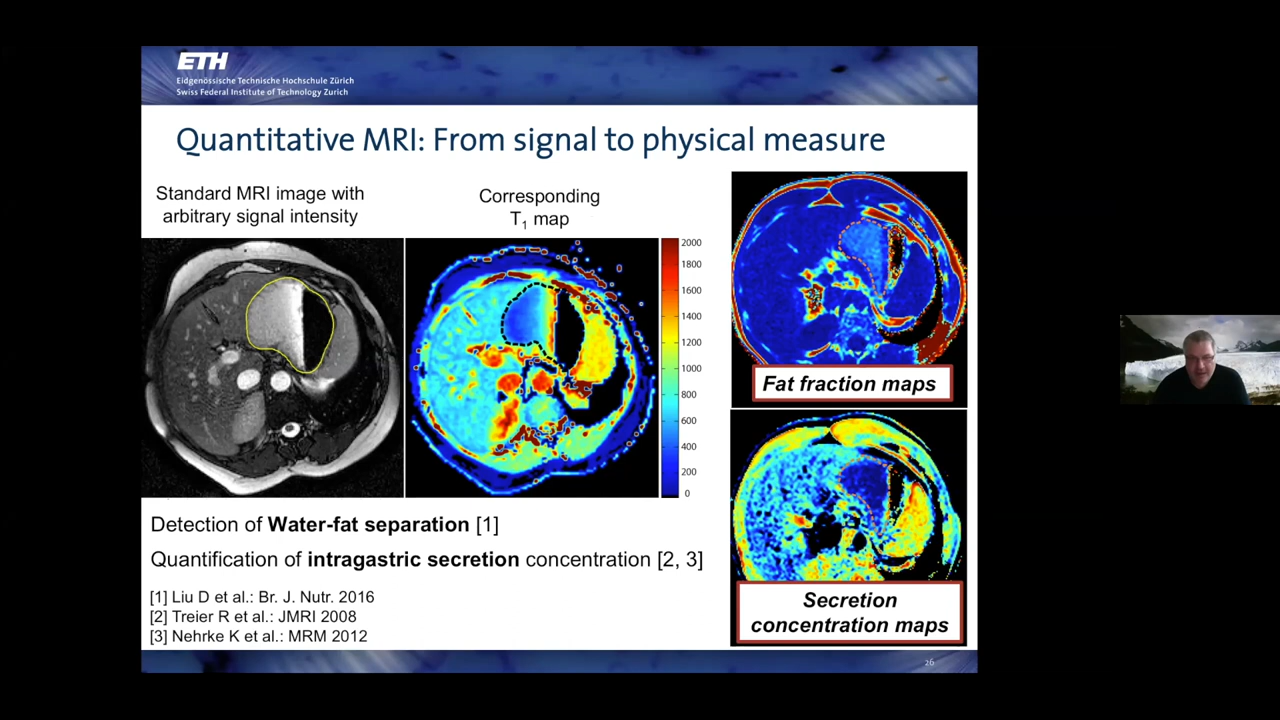 ETH
Eidgenössische Technische Hochschule Zürich
Swiss Federal Institute of Technology Zurich
Quantitative MRI: From signal to physical measure
Standard MRI image with
arbitrary signal intensity
Corresponding
T₁ map
2000
1800
1600
1400
1200
1000
800
600
400
200
0
Fat fraction maps
Secretion
concentration maps
Detection of Water-fat separation [1]
Quantification of intragastric secretion concentration [2, 3]
[1] Liu D et al.: Br. J. Nutr. 2016
[2] Treier R et al.: JMRI 2008
[3] Nehrke K et al.: MRM 2012
26